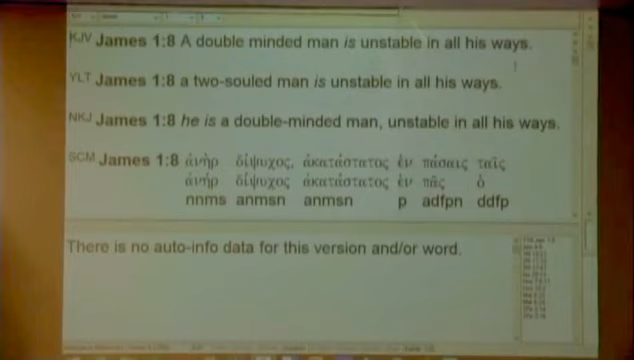 KJV James 1:8 A double minded man is unstable in all his ways.
YLT James 1:8 a two-souled man is unstable in all his ways.
NKJ James 1:8 he is a double-minded man, unstable in all his ways.
SCM James 1:8 ἀνὴρ δίψυχος, ἀκατάστατος ἐν πάσαις ταῖς
ἀνήρ δίψυχος ἀκατάστατος ἐν πᾶς ὁ
nnms anmsn anmsn p adfpn ddfp
There is no auto-info data for this version and/or word.